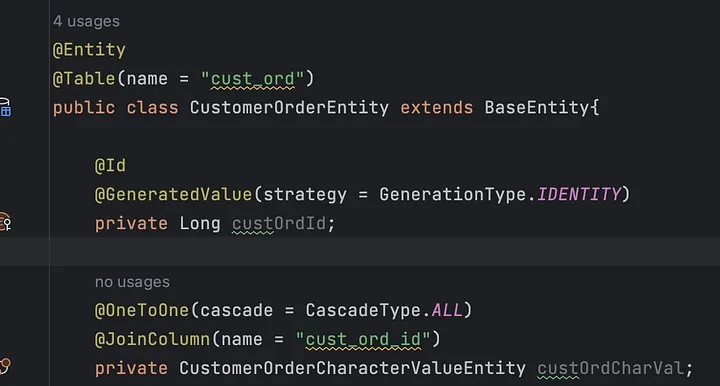 4 usages
@Entity
@Table(name = "cust_ord")
public class CustomerOrderEntity extends BaseEntity{
@Id
@GeneratedValue(strategy = GenerationType.IDENTITY)
private Long custOrdId;
no usages
@OneToOne(cascade = CascadeType.ALL)
@JoinColumn(name = "cust_ord_id")
private CustomerOrderCharacterValueEntity custOrdCharVal;